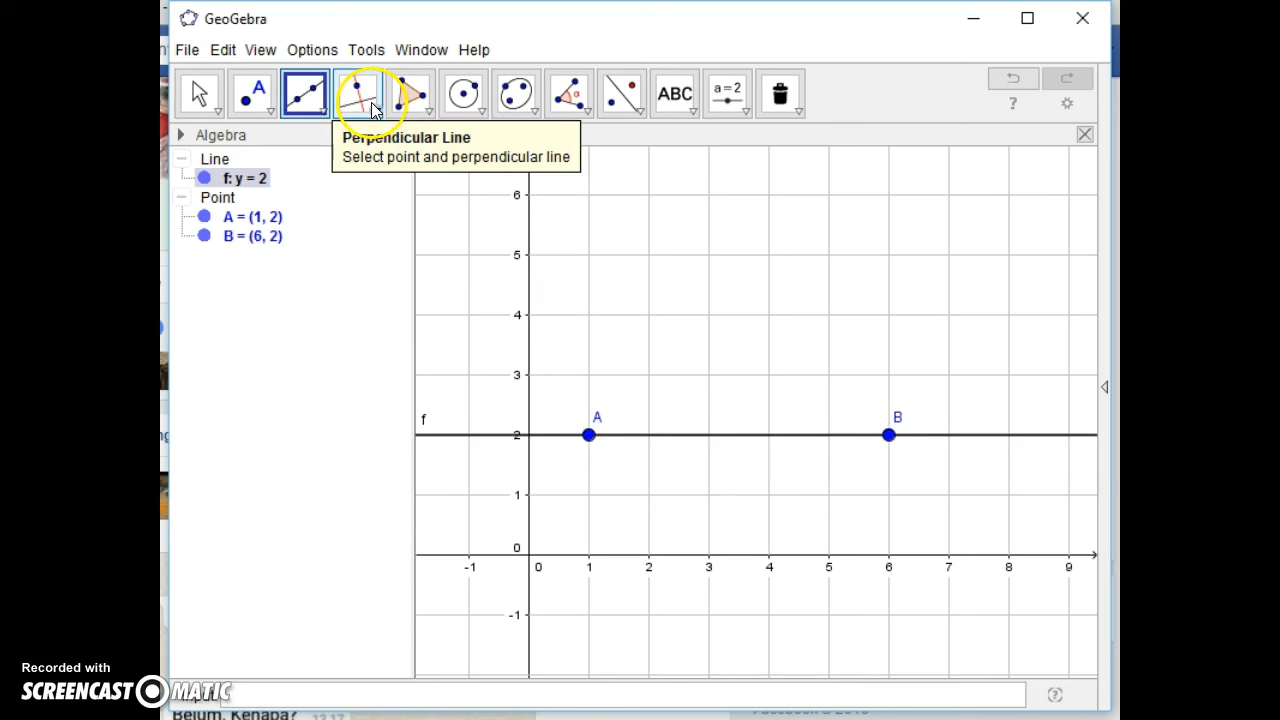 GeoGebra
File Edit View Options Tools Window Help
A
α
ABC
a = 2
?
Algebra
Perpendicular Line
Select point and perpendicular line
Line
f: y = 2
Point
A = (1, 2)
B = (6, 2)
6
5
4
3
f
A
B
2
1
0
-1 0 1 2 3 4 5 6 7 8 9
-1
Recorded with
SCREENCAST O MATIC
?
Belum, Kenapa? 13.17